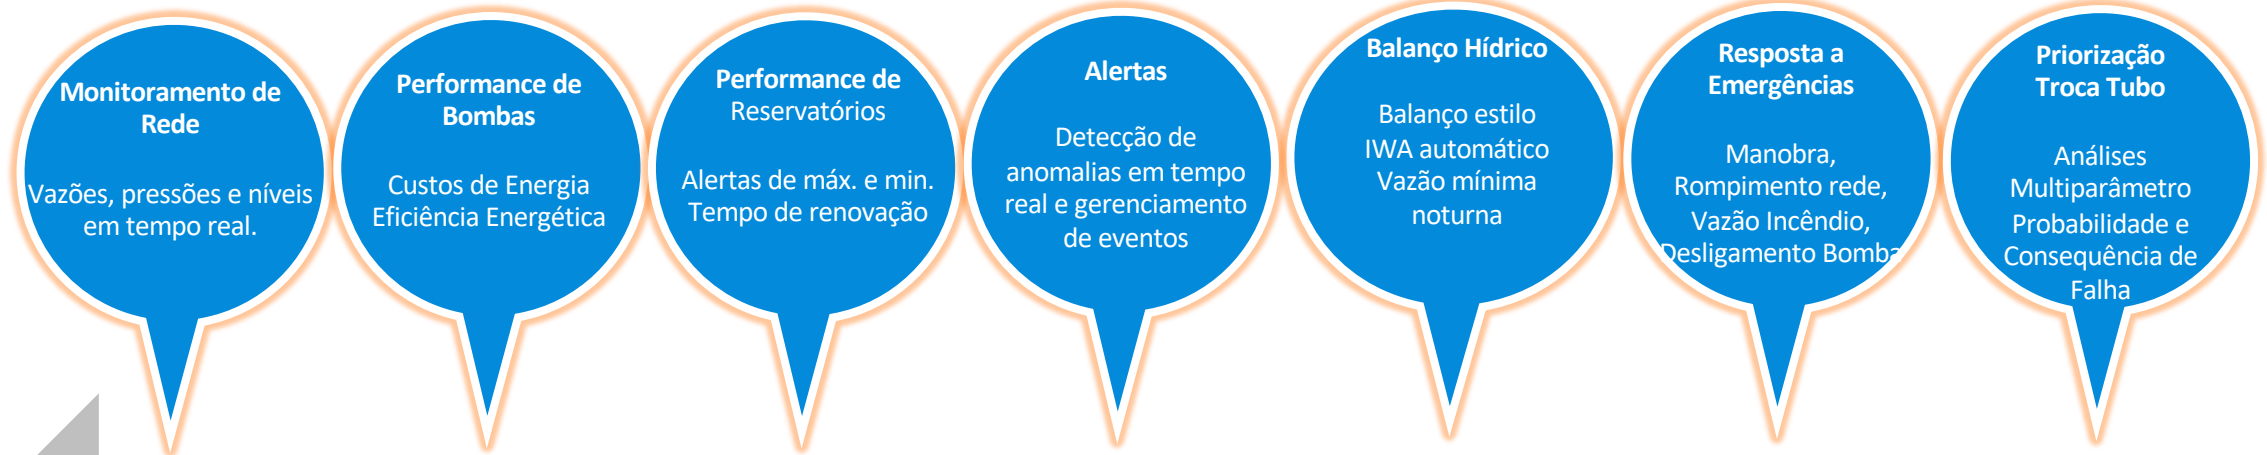 Monitoramento de
Rede
Vazões, pressões e níveis
em tempo real.
Performance de
Bombas
Custos de Energia
Eficiência Energética
Performance de
Reservatórios
Alertas de máx. e min.
Tempo de renovação
Alertas
Detecção de
anomalias em tempo
real e gerenciamento
de eventos
Balanço Hídrico
Balanço estilo
IWA automático
Vazão mínima
noturna
Resposta a
Emergências
Manobra,
Rompimento rede,
Vazão Incêndio,
Desligamento Bomba
Priorização
Troca Tubo
Análises
Multiparâmetro
Probabilidade e
Consequência de
Falha